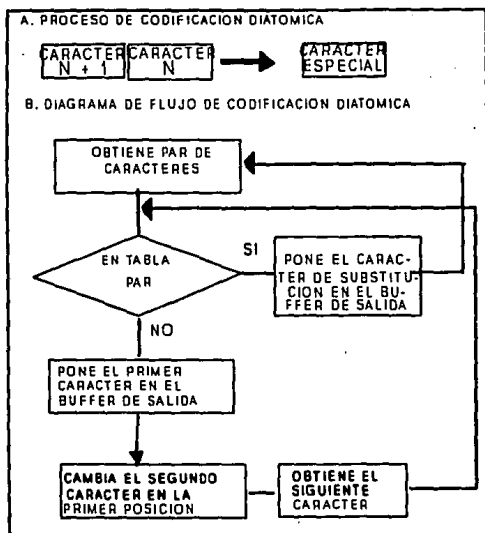 A. PROCESO DE CODIFICACION DIATOMICA
CARACTER
N + 1
CARACTER
N
CARACTER
ESPECIAL
B. DIAGRAMA DE FLUJO DE CODIFICACION DIATOMICA
OBTIENE PAR DE
CARACTERES
EN TABLA
PAR
SI
PONE EL CARAC-
TER DE SUBSTITU-
CION EN EL BU-
FFER DE SALIDA
NO
PONE EL PRIMER
CARACTER EN EL
BUFFER DE SALIDA
CAMBIA EL SEGUNDO
CARACTER EN LA
PRIMER POSICION
OBTIENE EL
SIGUIENTE
CARACTER